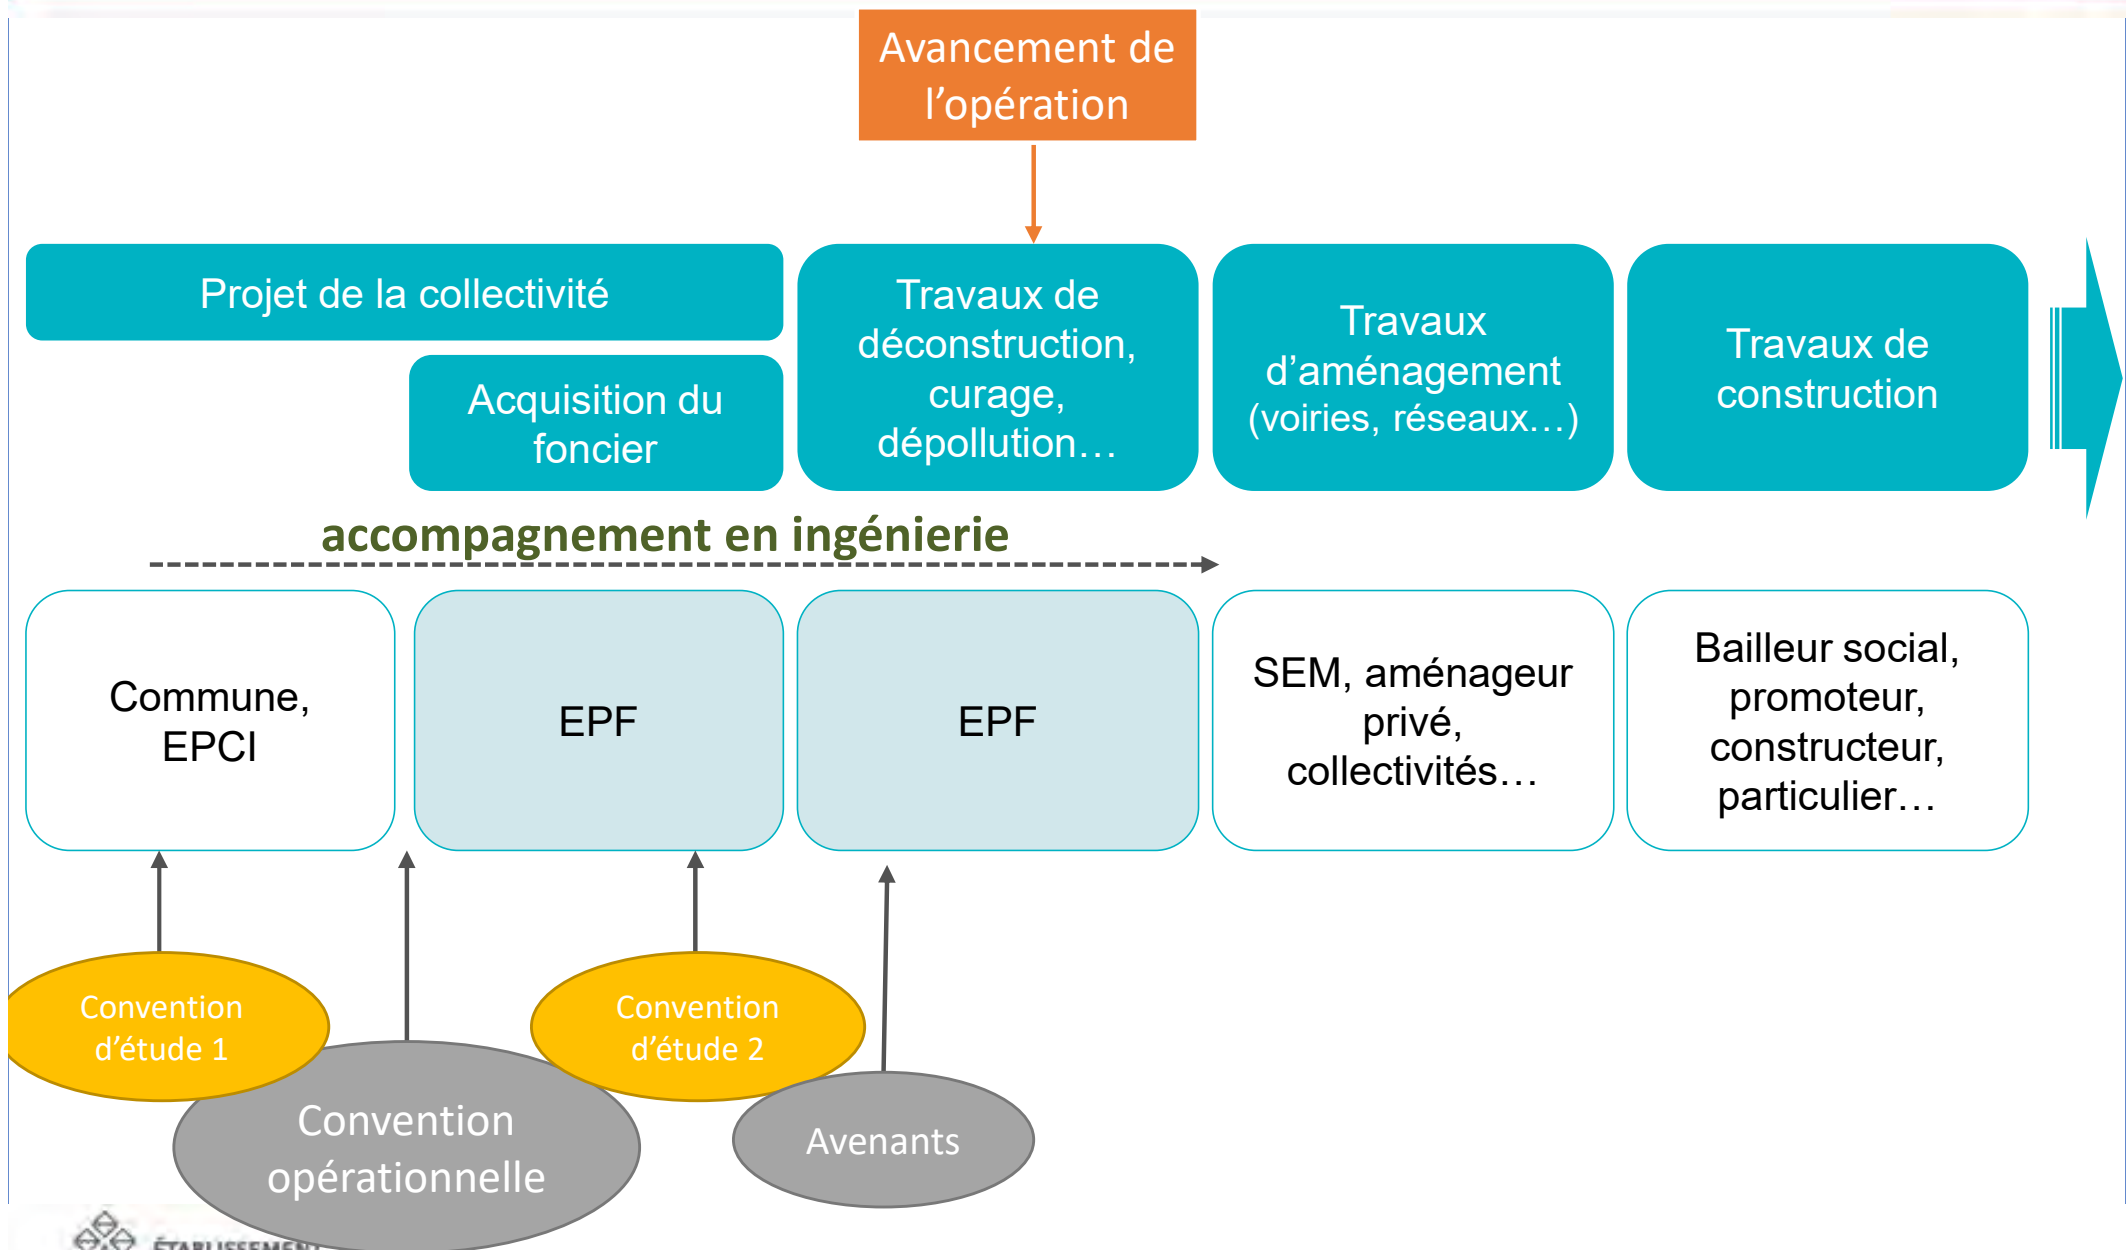 Avancement de
l’opération
Projet de la collectivité
Acquisition du
foncier
Travaux de
déconstruction,
curage,
dépollution…
Travaux
d’aménagement
(voiries, réseaux…)
Travaux de
construction
accompagnement en ingénierie
Commune,
EPCI
EPF
EPF
SEM, aménageur
privé,
collectivités…
Bailleur social,
promoteur,
constructeur,
particulier…
Convention
d’étude 1
Convention
opérationnelle
Convention
d’étude 2
Avenants
ÉTABLISSEMENT